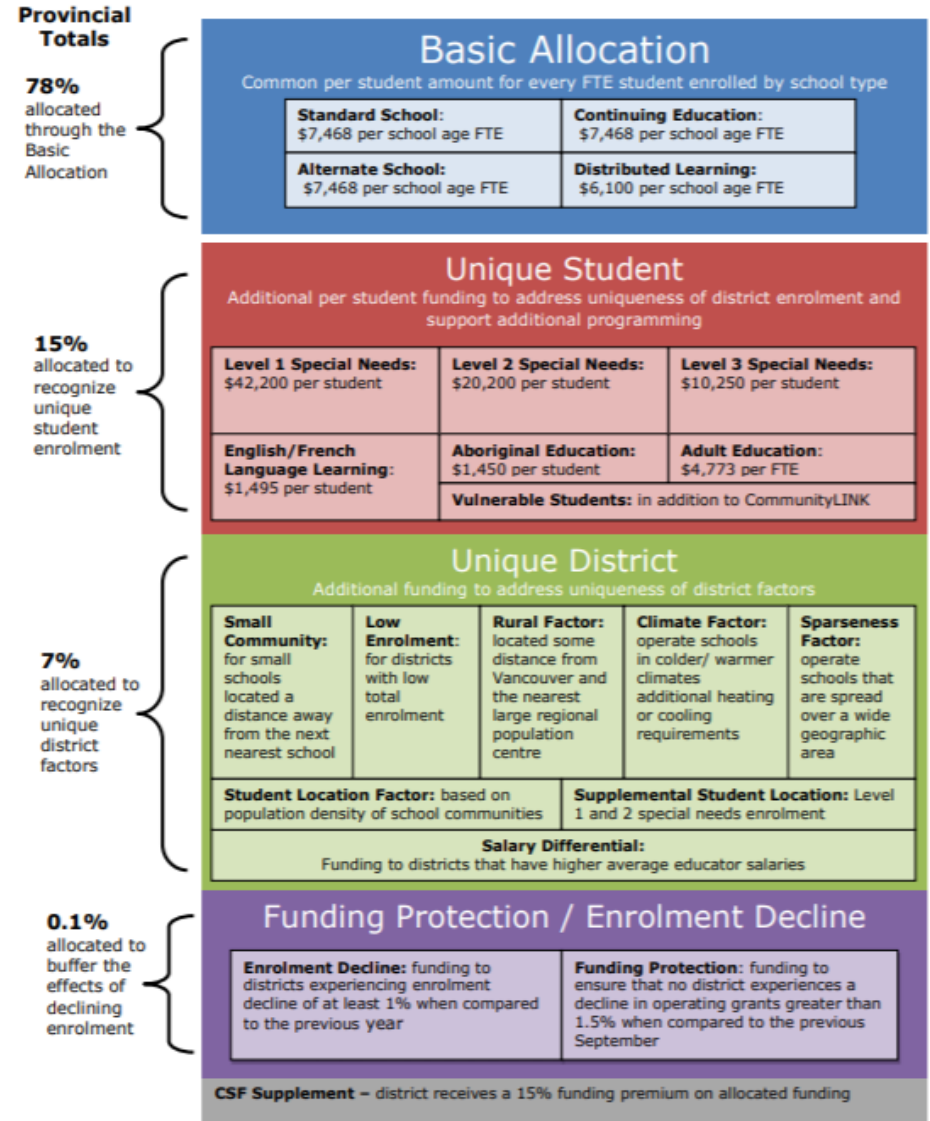 Provincial
Totals
78%
allocated
through the
Basic
Allocation
Basic Allocation
Common per student amount for every FTE student enrolled by school type
Standard School:
$7,468 per school age FTE
Continuing Education:
$7,468 per school age FTE
Alternate School:
$7,468 per school age FTE
Distributed Learning:
$6,100 per school age FTE
15%
allocated to
recognize
unique
student
enrolment
Unique Student
Additional per student funding to address uniqueness of district enrolment and
support additional programming
Level 1 Special Needs:
$42,200 per student
Level 2 Special Needs:
$20,200 per student
Level 3 Special Needs:
$10,250 per student
English/French
Language Learning:
$1,495 per student
Aboriginal Education:
$1,450 per student
Adult Education:
$4,773 per FTE
Vulnerable Students: in addition to CommunityLINK
7%
allocated to
recognize
unique
district
factors
Unique District
Additional funding to address uniqueness of district factors
Small
Community:
for small
schools
located a
distance away
from the next
nearest school
Low
Enrolment:
for districts
with low
total
enrolment
Rural Factor:
located some
distance from
Vancouver and
the nearest
large regional
population
centre
Climate Factor:
operate schools
in colder/ warmer
climates
additional heating
or cooling
requirements
Sparseness
Factor:
operate
schools that
are spread
over a wide
geographic
area
Student Location Factor: based on
population density of school communities
Supplemental Student Location: Level
1 and 2 special needs enrolment
Salary Differential:
Funding to districts that have higher average educator salaries
0.1%
allocated to
buffer the
effects of
declining
enrolment
Funding Protection / Enrolment Decline
Enrolment Decline: funding to
districts experiencing enrolment
decline of at least 1% when compared
to the previous year
Funding Protection: funding to
ensure that no district experiences a
decline in operating grants greater than
1.5% when compared to the previous
September
CSF Supplement – district receives a 15% funding premium on allocated funding